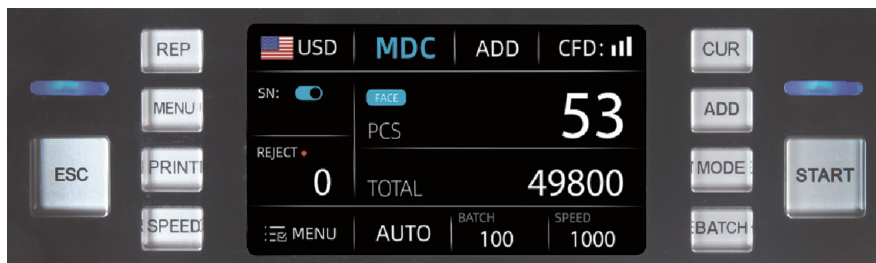 REP
MENU
PRINT
SPEED
ESC
USD MDC ADD CFD:
SN:
FACE
PCS 53
REJECT
0
TOTAL 49800
MENU AUTO BATCH 100 SPEED 1000
CUR
ADD
MODE
BATCH
START